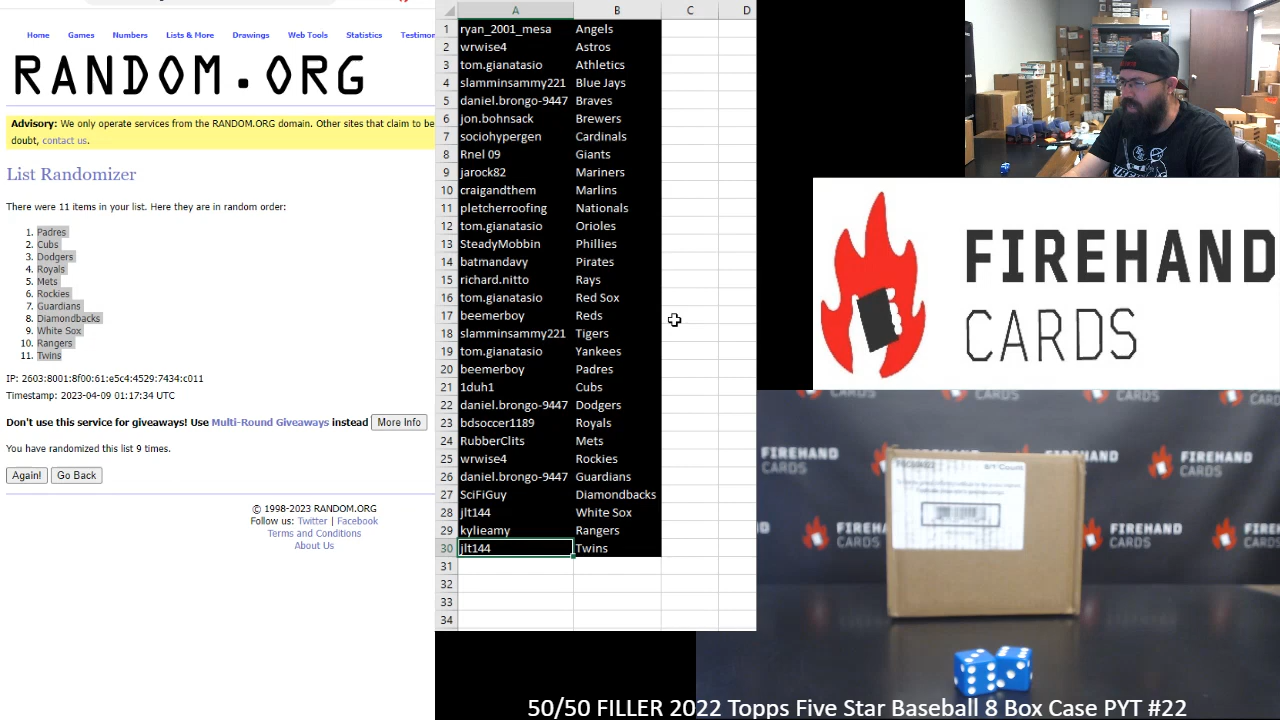 Home Games Numbers Lists & More Drawings Web Tools Statistics Testimor
RANDOM.ORG
Advisory: We only operate services from the RANDOM.ORG domain. Other sites that claim to be
doubt, contact us.
List Randomizer
There were 11 items in your list. Here they are in random order:
1. Padres
2. Cubs
3. Dodgers
4. Royals
5. Mets
6. Rockies
7. Guardians
8. Diamondbacks
9. White Sox
10. Rangers
11. Twins
IP: 2603:8001:8f00:61:e5c4:4529:7434:c011
Timestamp: 2023-04-09 01:17:34 UTC
Don't use this service for giveaways! Use Multi-Round Giveaways instead More Info
You have randomized this list 9 times.
Again! Go Back
© 1998-2023 RANDOM.ORG
Follow us: Twitter | Facebook
Terms and Conditions
About Us
A B C D
1 ryan_2001_mesa Angels
2 wrwise4 Astros
3 tom.gianatasio Athletics
4 slamminsammy221 Blue Jays
5 daniel.brongo-9447 Braves
6 jon.bohnsack Brewers
7 sociohypergen Cardinals
8 Rnel 09 Giants
9 jarock82 Mariners
10 craigandthem Marlins
11 pletcherroofing Nationals
12 tom.gianatasio Orioles
13 SteadyMobbin Phillies
14 batmandavy Pirates
15 richard.nitto Rays
16 tom.gianatasio Red Sox
17 beemerboy Reds
18 slamminsammy221 Tigers
19 tom.gianatasio Yankees
20 beemerboy Padres
21 1duh1 Cubs
22 daniel.brongo-9447 Dodgers
23 bdsoccer1189 Royals
24 RubberClits Mets
25 wrwise4 Rockies
26 daniel.brongo-9447 Guardians
27 SciFiGuy Diamondbacks
28 jlt144 White Sox
29 kylieamy Rangers
30 jlt144 Twins
31
32
33
34
FIREHAND
CARDS
FIREHAND
CARDS
FIREHAND
CARDS
FIREHAND
CARDS
FIREHAND
CARDS
50/50 FILLER 2022 Topps Five Star Baseball 8 Box Case PYT #22